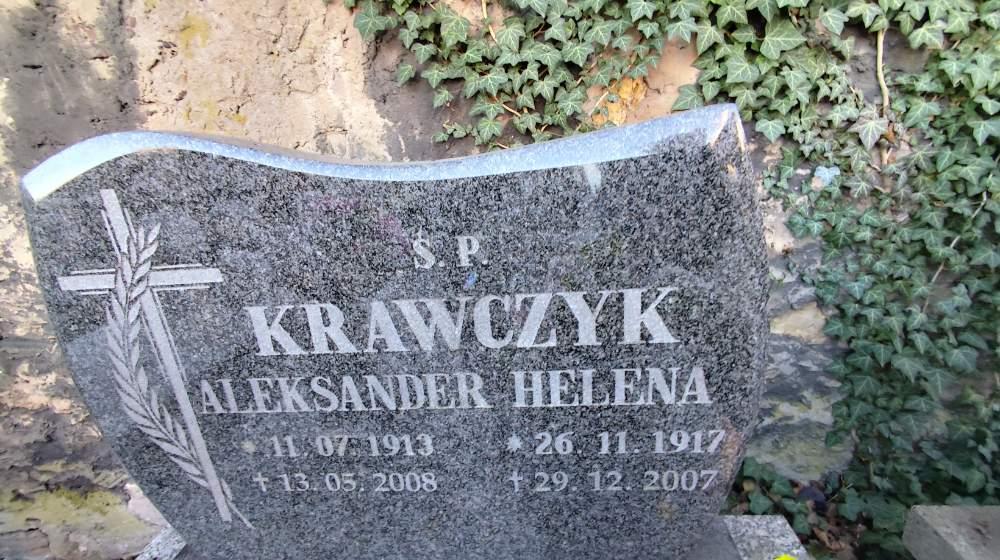 Ś. P.
KRAWCZYK
ALEKSANDER HELENA
* 11. 07. 1913 * 26. 11. 1917
† 13. 05. 2008 † 29. 12. 2007